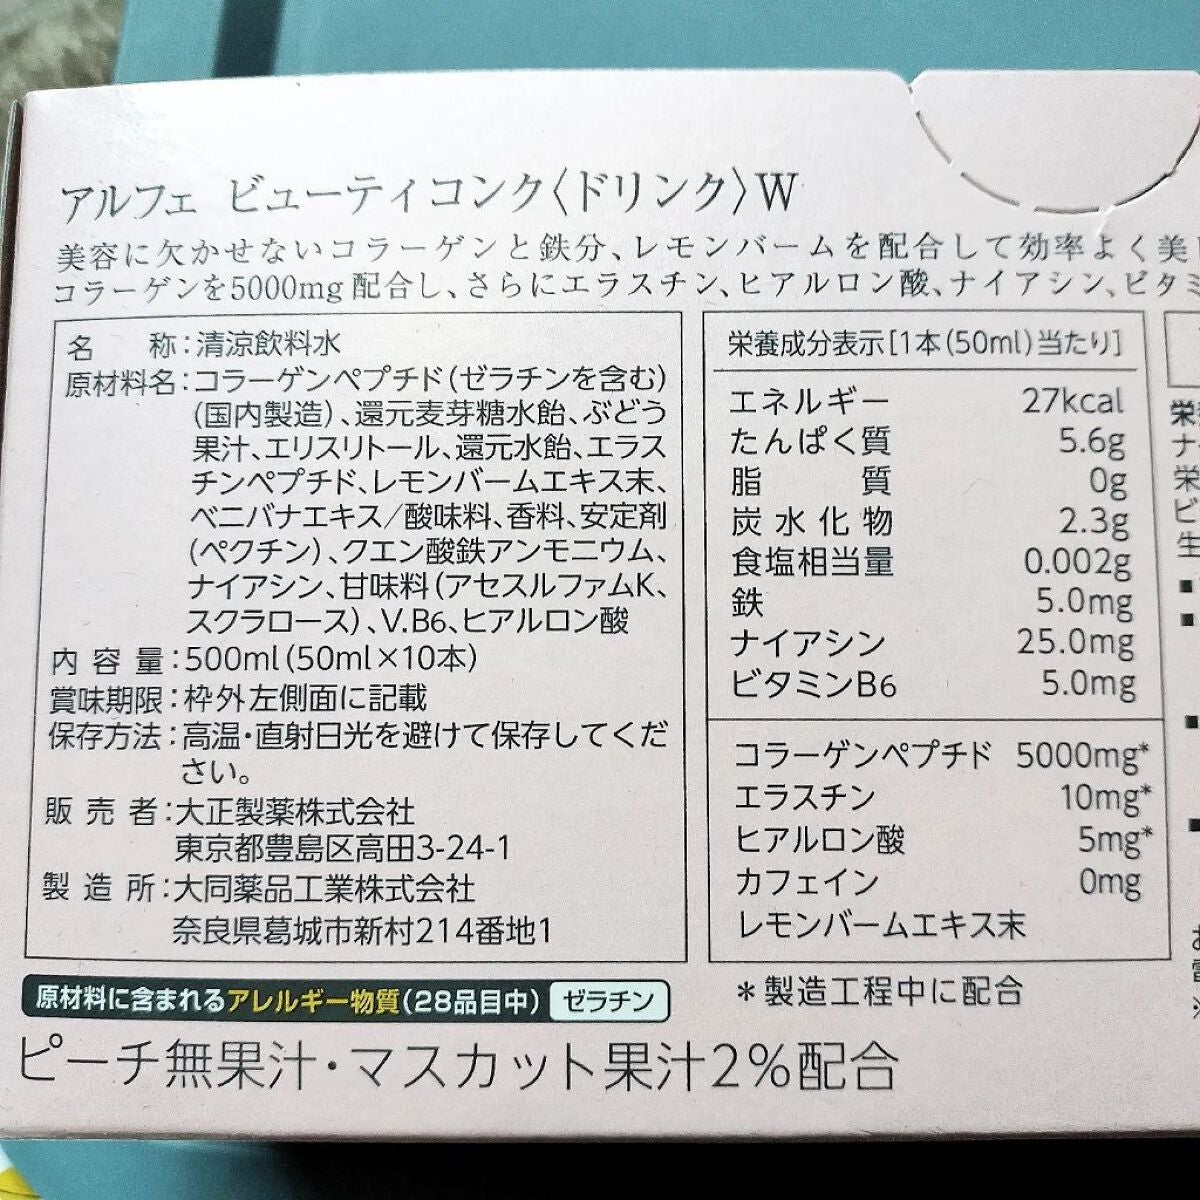 アルフェ ビューティコンク〈ドリンク〉W
美容に欠かせないコラーゲンと鉄分、レモンバームを配合して効率よく美
コラーゲンを5000mg配合し、さらにエラスチン、ヒアルロン酸、ナイアシン、ビタミ
名 称:清涼飲料水
原材料名:コラーゲンペプチド(ゼラチンを含む)
(国内製造)、還元麦芽糖水飴、ぶどう
果汁、エリスリトール、還元水飴、エラス
チンペプチド、レモンバームエキス末、
ベニバナエキス/酸味料、香料、安定剤
(ペクチン)、クエン酸鉄アンモニウム、
ナイアシン、甘味料(アセスルファムK、
スクラロース)、V.B6、ヒアルロン酸
内容量:500ml(50ml×10本)
賞味期限:枠外左側面に記載
保存方法:高温・直射日光を避けて保存してくだ
さい。
販売者:大正製薬株式会社
東京都豊島区高田3-24-1
製造所:大同薬品工業株式会社
奈良県葛城市新村214番地1
原材料に含まれるアレルギー物質(28品目中) ゼラチン
ピーチ無果汁・マスカット果汁2%配合
栄養成分表示[1本(50ml)当たり]
エネルギー 27kcal
たんぱく質 5.6g
脂質 0g
炭水化物 2.3g
食塩相当量 0.002g
鉄 5.0mg
ナイアシン 25.0mg
ビタミンB6 5.0mg
コラーゲンペプチド 5000mg*
エラスチン 10mg*
ヒアルロン酸 5mg*
カフェイン 0mg
レモンバームエキス末
*製造工程中に配合
栄
ナ
栄
ビ
生